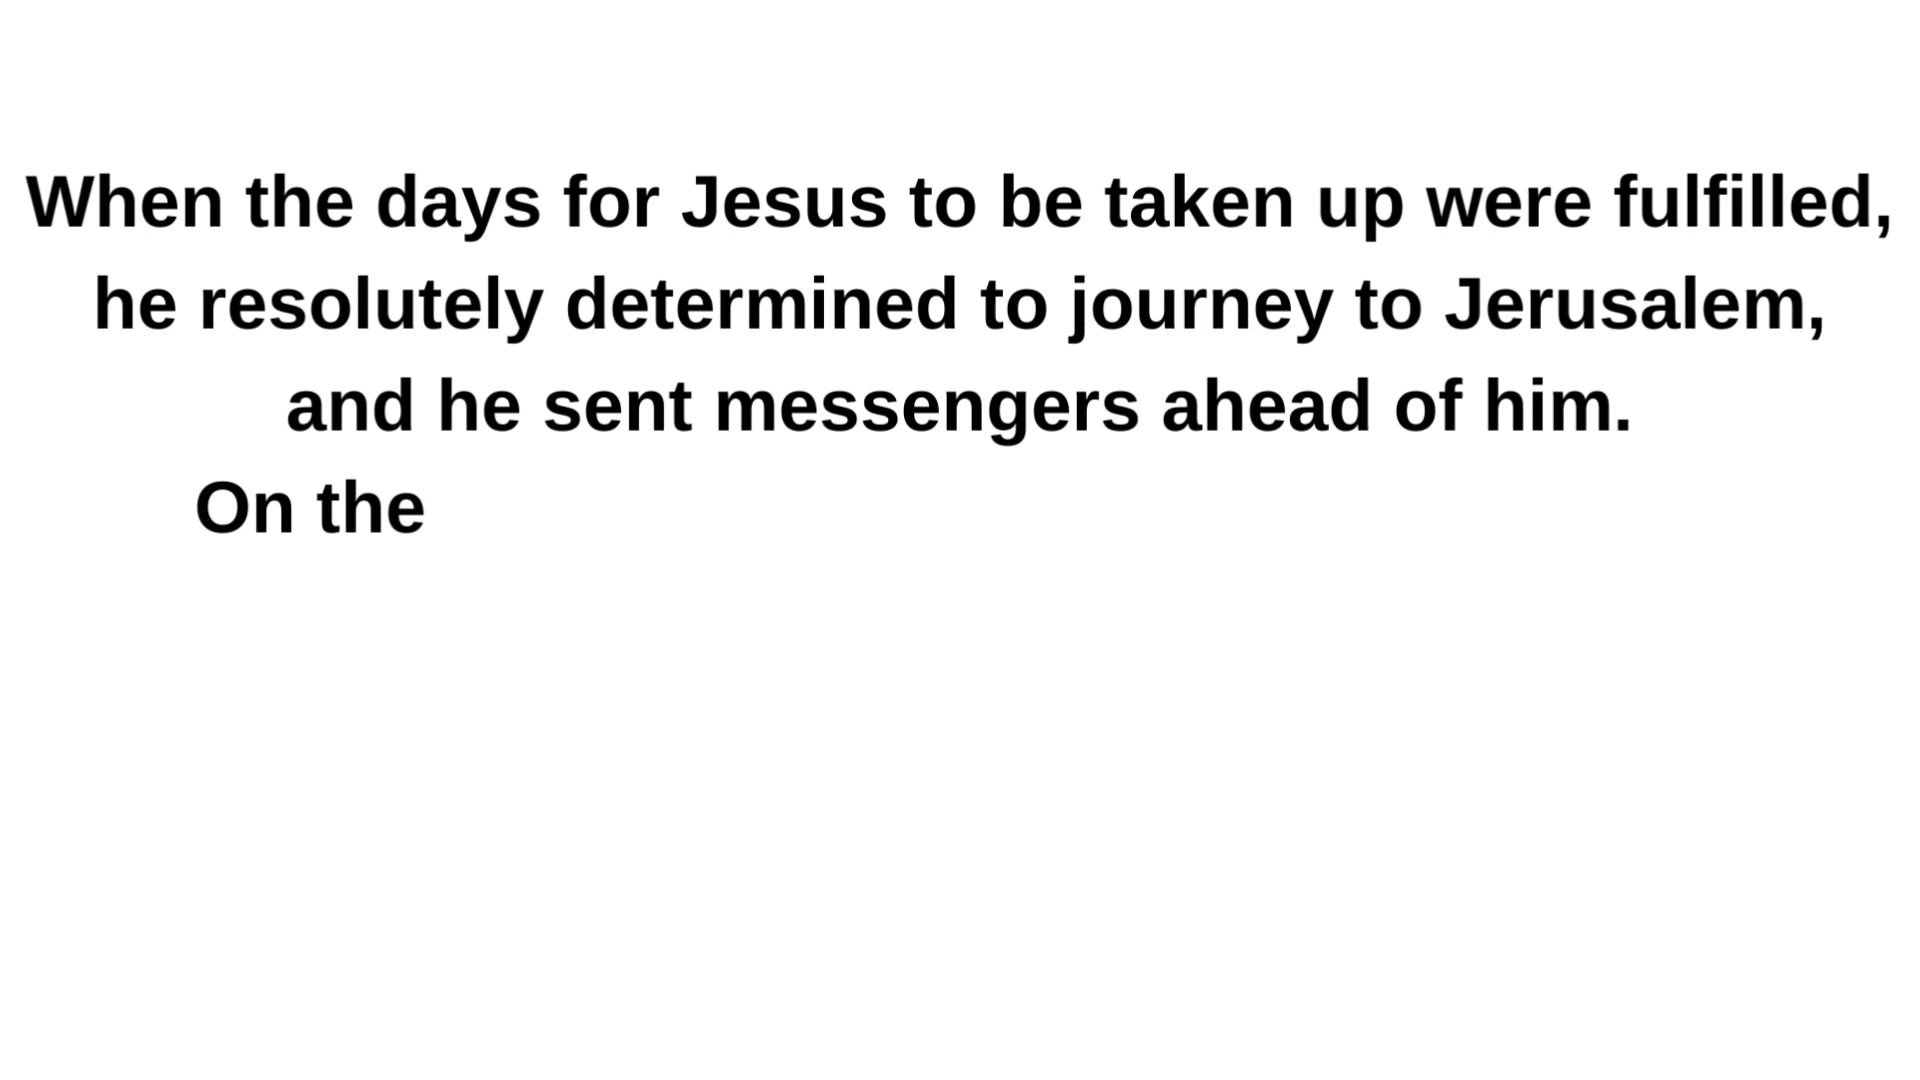 When the days for Jesus to be taken up were fulfilled,
he resolutely determined to journey to Jerusalem,
and he sent messengers ahead of him.
On the